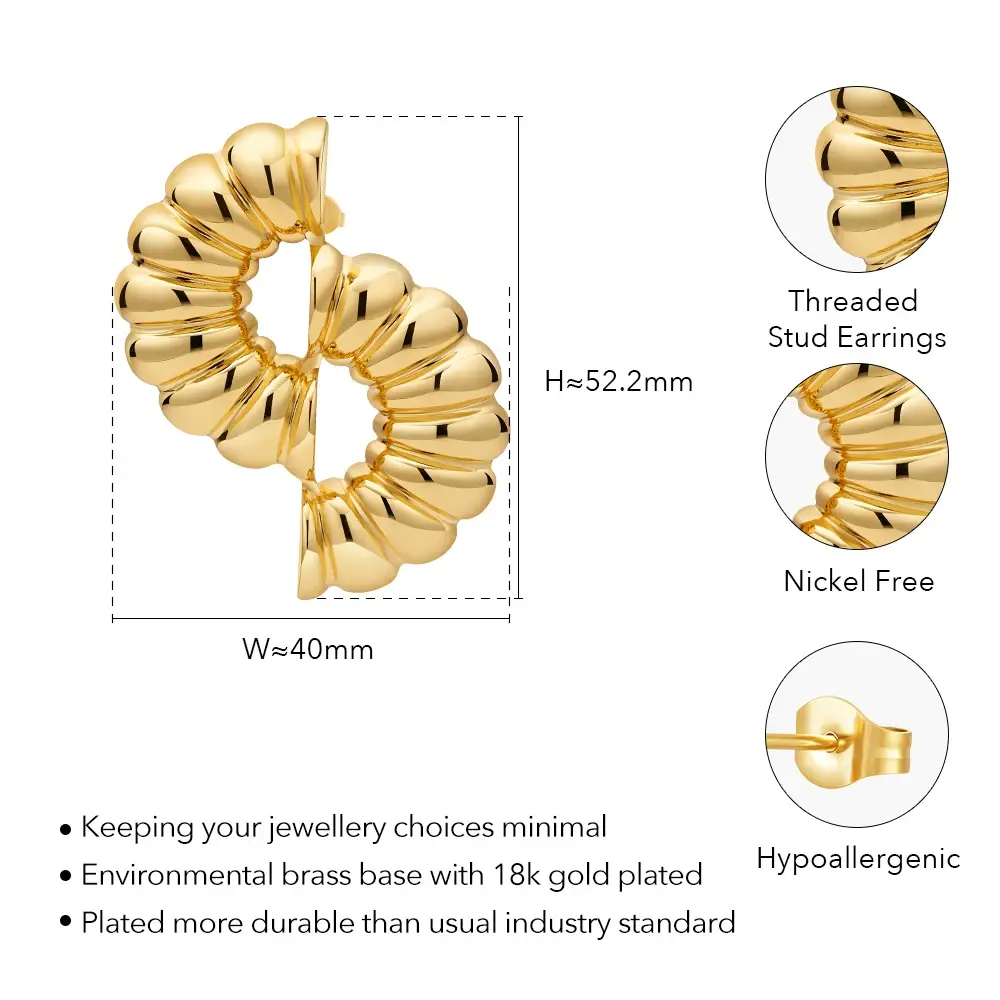 Threaded
Stud Earrings
H≈52.2mm
Nickel Free
W≈40mm
Hypoallergenic
• Keeping your jewellery choices minimal
• Environmental brass base with 18k gold plated
• Plated more durable than usual industry standard